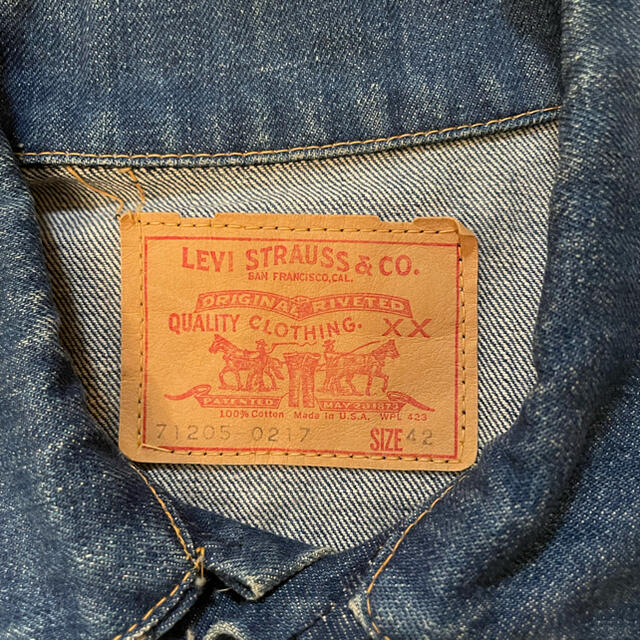 LEVI STRAUSS & CO.
SAN FRANCISCO, CAL.
ORIGINAL RIVETED
QUALITY CLOTHING. XX
PATENTED MAY 20 1873
100% Cotton Made in U.S.A. WPL 423
71205-0217 SIZE 42